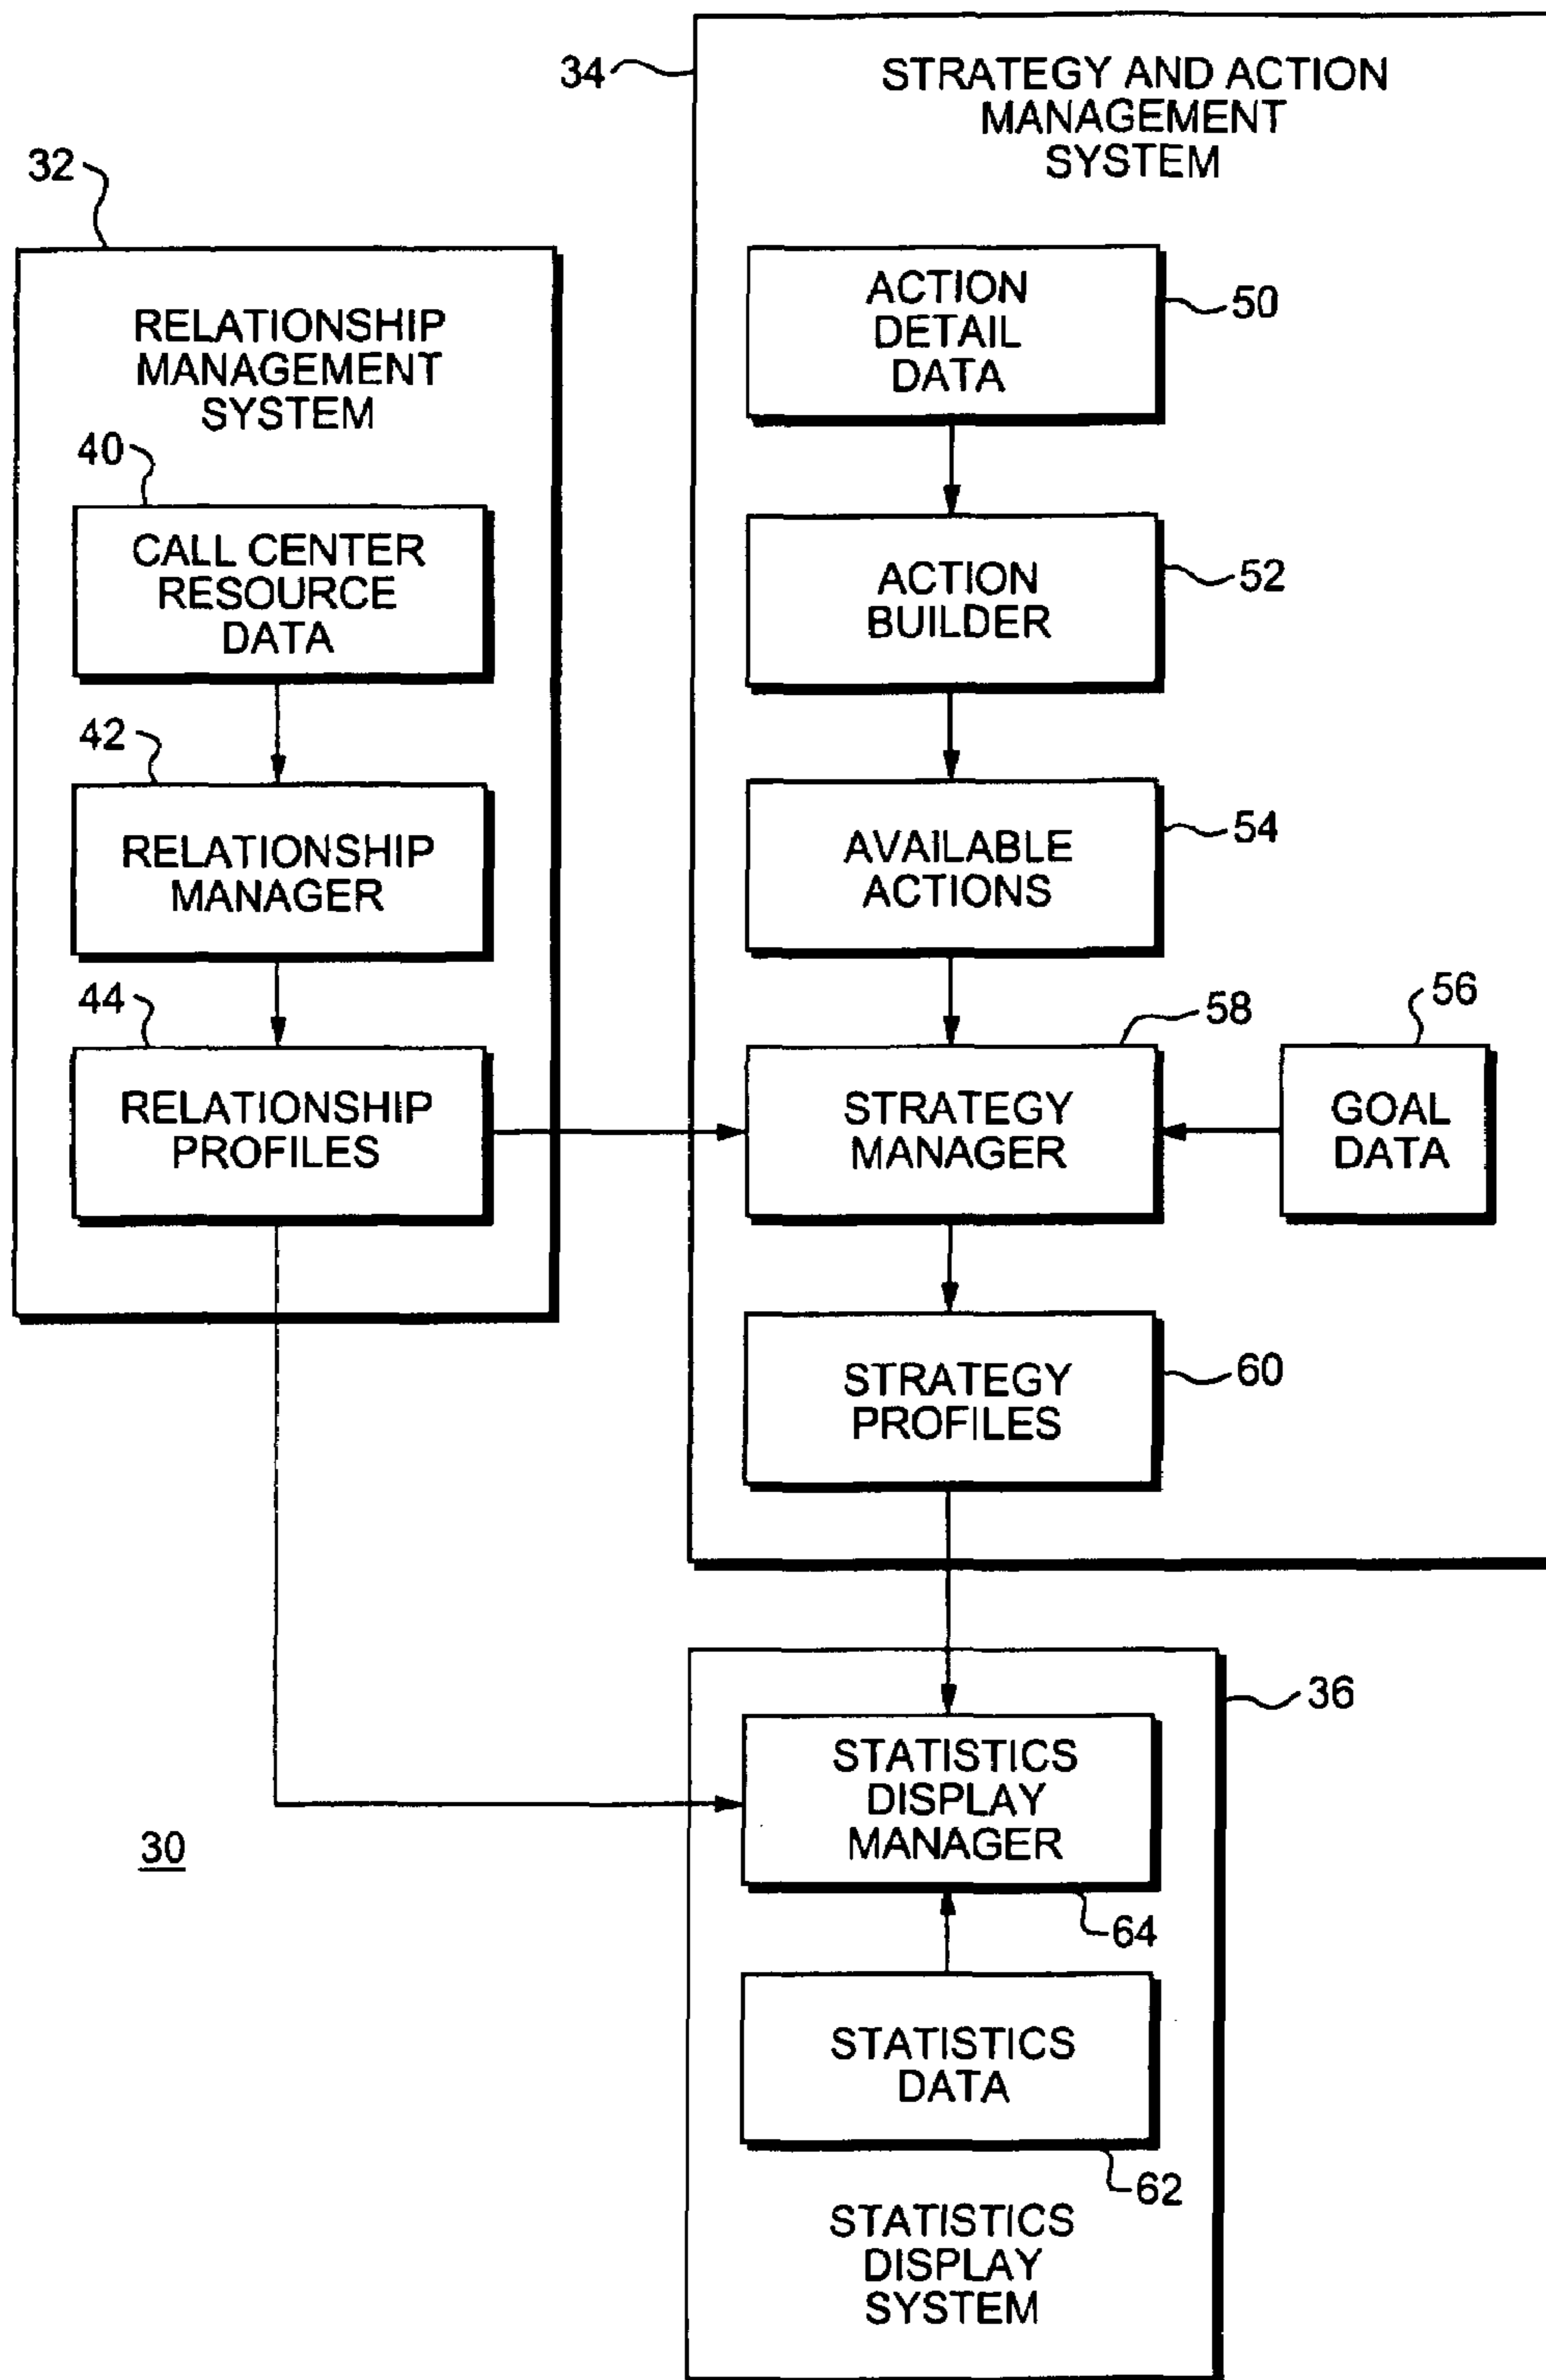 34
STRATEGY AND ACTION
MANAGEMENT
SYSTEM
32
RELATIONSHIP
MANAGEMENT
SYSTEM
40
CALL CENTER
RESOURCE
DATA
42
RELATIONSHIP
MANAGER
44
RELATIONSHIP
PROFILES
ACTION
DETAIL
DATA
50
ACTION
BUILDER
52
AVAILABLE
ACTIONS
54
STRATEGY
MANAGER
58
56
GOAL
DATA
STRATEGY
PROFILES
60
36
STATISTICS
DISPLAY
MANAGER
64
30
STATISTICS
DATA
62
STATISTICS
DISPLAY
SYSTEM